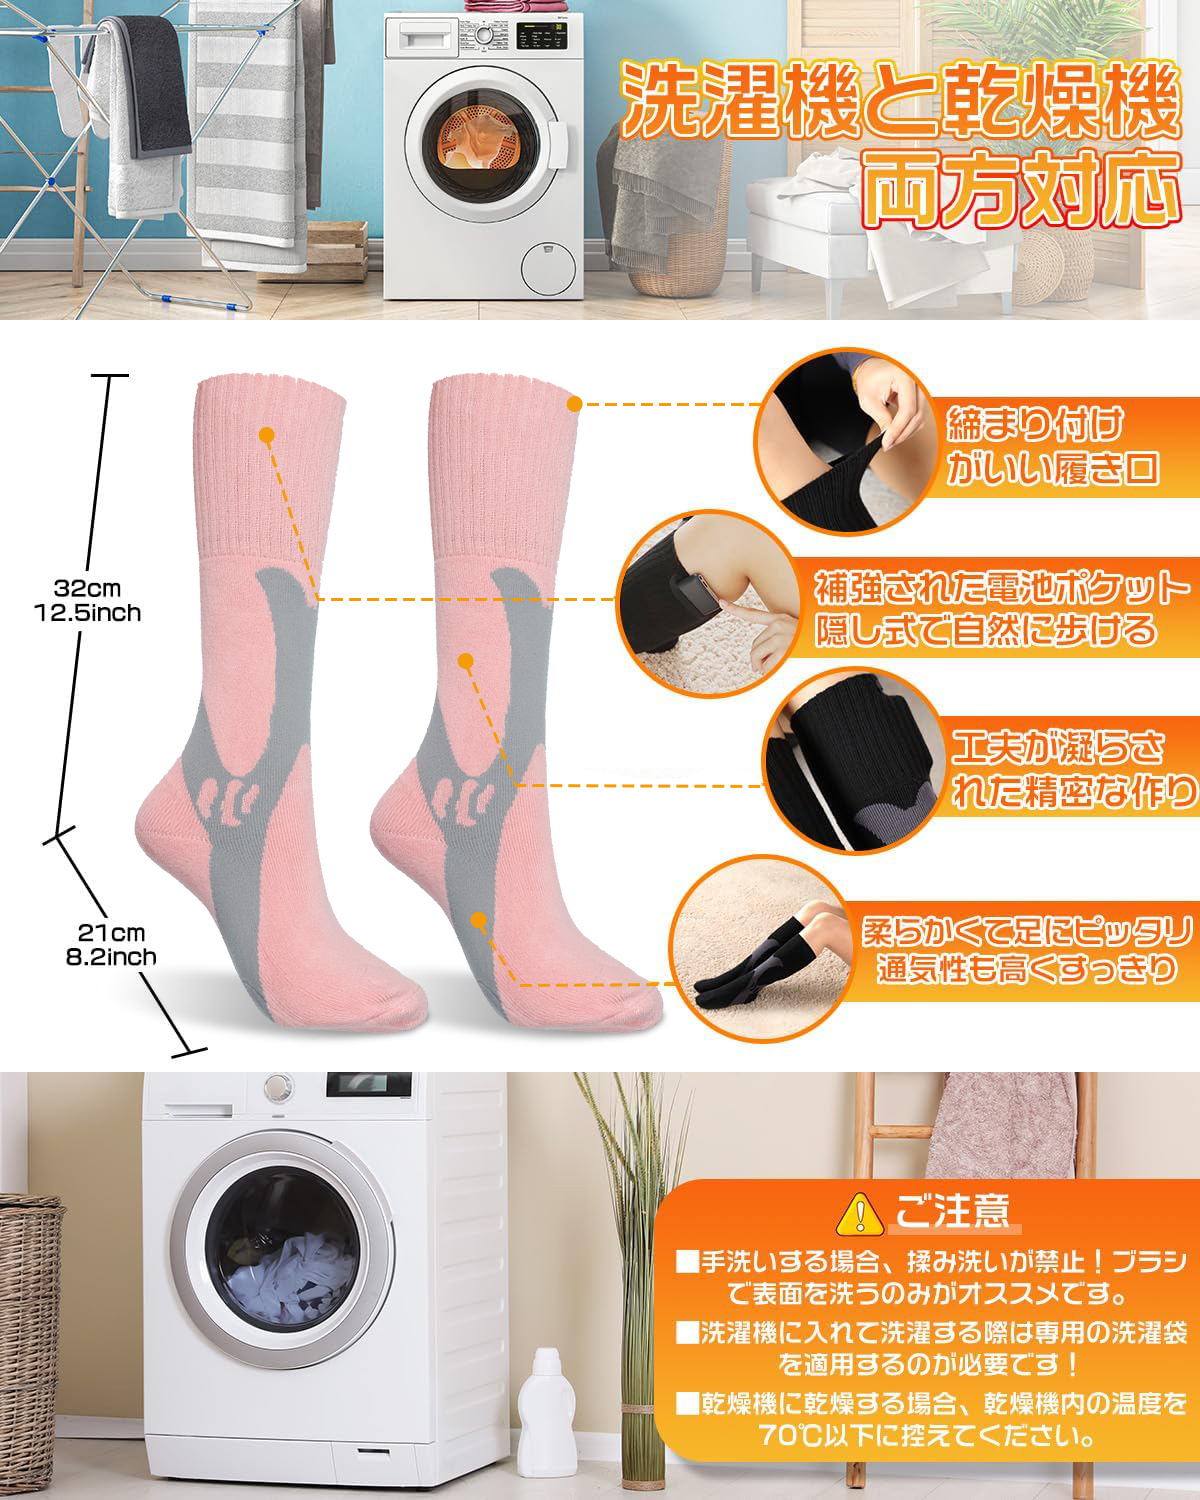 洗濯機と乾燥機
両方対応
締まり付け
がいい履き口
32cm
12.5inch
補強された電池ポケット
隠し式で自然に歩ける
工夫が凝らさ
れた精密な作り
21cm
8.2inch
柔らかくて足にピッタリ
通気性も高くすっきり
ご注意
■手洗いする場合、揉み洗いが禁止！ブラシ
で表面を洗うのみがオススメです。
■洗濯機に入れて洗濯する際は専用の洗濯袋
を適用するのが必要です！
■乾燥機に乾燥する場合、乾燥機内の温度を
70℃以下に控えてください。